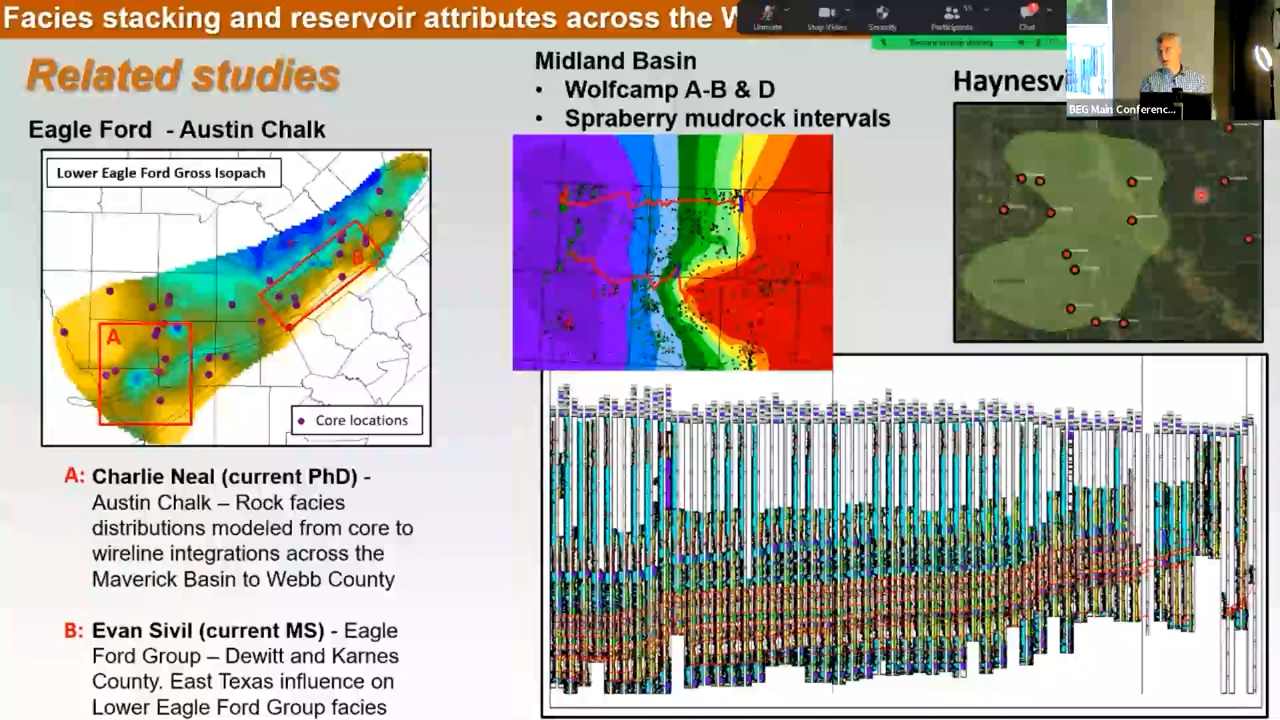 Facies stacking and reservoir attributes across the W
Unmute
Stop Video
Security
Participants
Chat
BEG Main Conferenc...
Related studies
Eagle Ford - Austin Chalk
Lower Eagle Ford Gross Isopach
A
B
Core locations
A: Charlie Neal (current PhD) -
Austin Chalk – Rock facies
distributions modeled from core to
wireline integrations across the
Maverick Basin to Webb County
B: Evan Sivil (current MS) - Eagle
Ford Group – Dewitt and Karnes
County. East Texas influence on
Lower Eagle Ford Group facies
Midland Basin
• Wolfcamp A-B & D
• Spraberry mudrock intervals
Haynesv